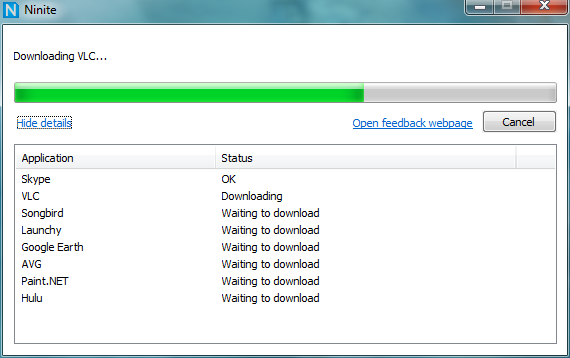 Ninite
Downloading VLC...
Hide details Open feedback webpage Cancel
Application Status
Skype OK
VLC Downloading
Songbird Waiting to download
Launchy Waiting to download
Google Earth Waiting to download
AVG Waiting to download
Paint.NET Waiting to download
Hulu Waiting to download